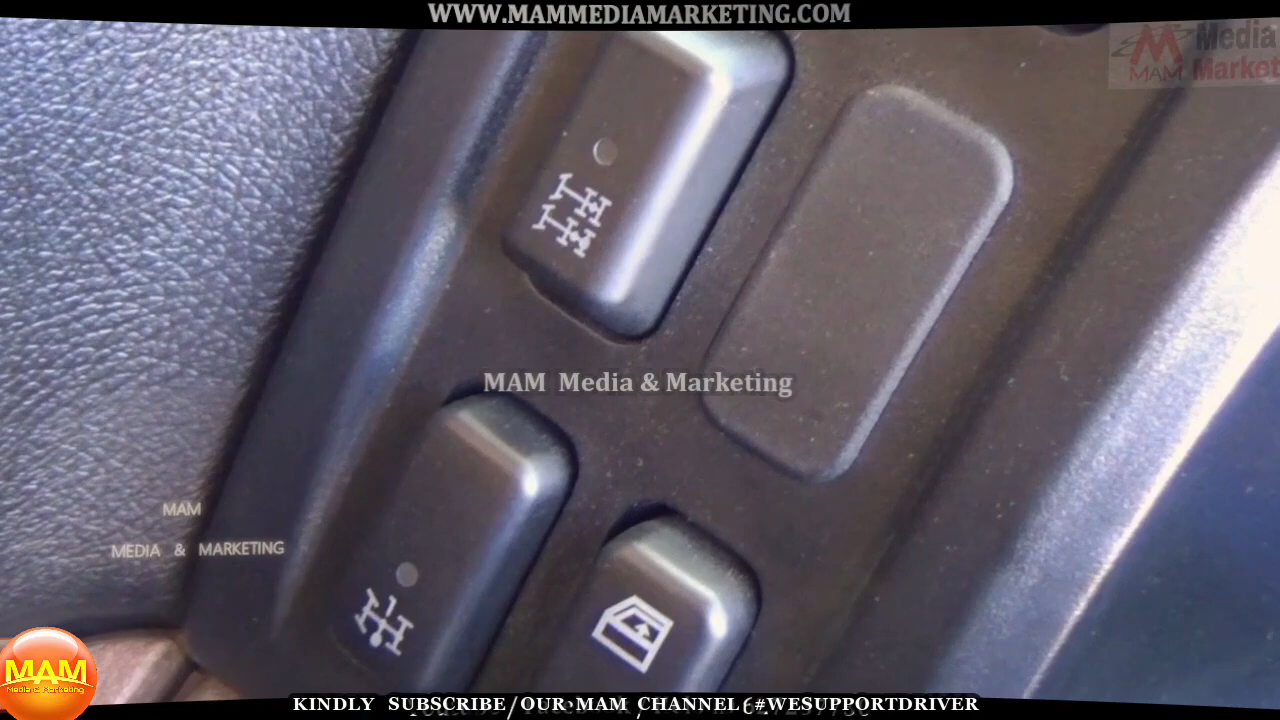 WWW.MAMMEDIAMARKETING.COM
MAM Media
Market
MAM Media & Marketing
MAM
MEDIA & MARKETING
MAM
Media & Marketing
KINDLY SUBSCRIBE/OUR MAM CHANNEL #WESUPPORTDRIVER